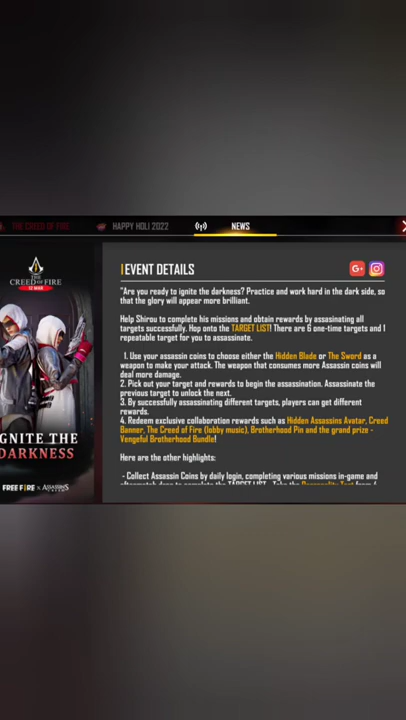 THE CREED OF FIRE
HAPPY HOLI 2022
NEWS
EVENT DETAILS
"Are you ready to ignite the darkness? Practice and work hard in the dark side, so
that the glory will appear more brilliant.
Help Shirou to complete his missions and obtain rewards by assasinating all
targets successfully. Hop onto the TARGET LIST! There are 6 one-time targets and 1
repeatable target for you to assassinate.
1. Use your assassin coins to choose either the Hidden Blade or The Sword as a
weapon to make your attack. The weapon that consumes more Assassin coins will
deal more damage.
2. Pick out your target and rewards to begin the assassination. Assassinate the
previous target to unlock the next.
3. By successfully assassinating different targets, players can get different
rewards.
4. Redeem exclusive collaboration rewards such as Hidden Assassins Avatar, Creed
Banner, The Creed of Fire (lobby music), Brotherhood Pin and the grand prize -
Vengeful Brotherhood Bundle!
Here are the other highlights:
- Collect Assassin Coins by daily login, completing various missions in-game and
THE
CREED OF FIRE
GNITE THE
DARKNESS
FREE FIRE x ASSASSIN'S